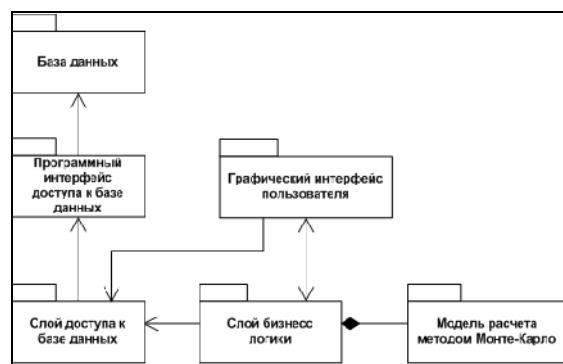 База данных
Программный
интерфейс
доступа к базе
данных
Графический интерфейс
пользователя
Слой доступа к
базе данных
Слой бизнесс
логики
Модель расчета
методом Монте-Карло